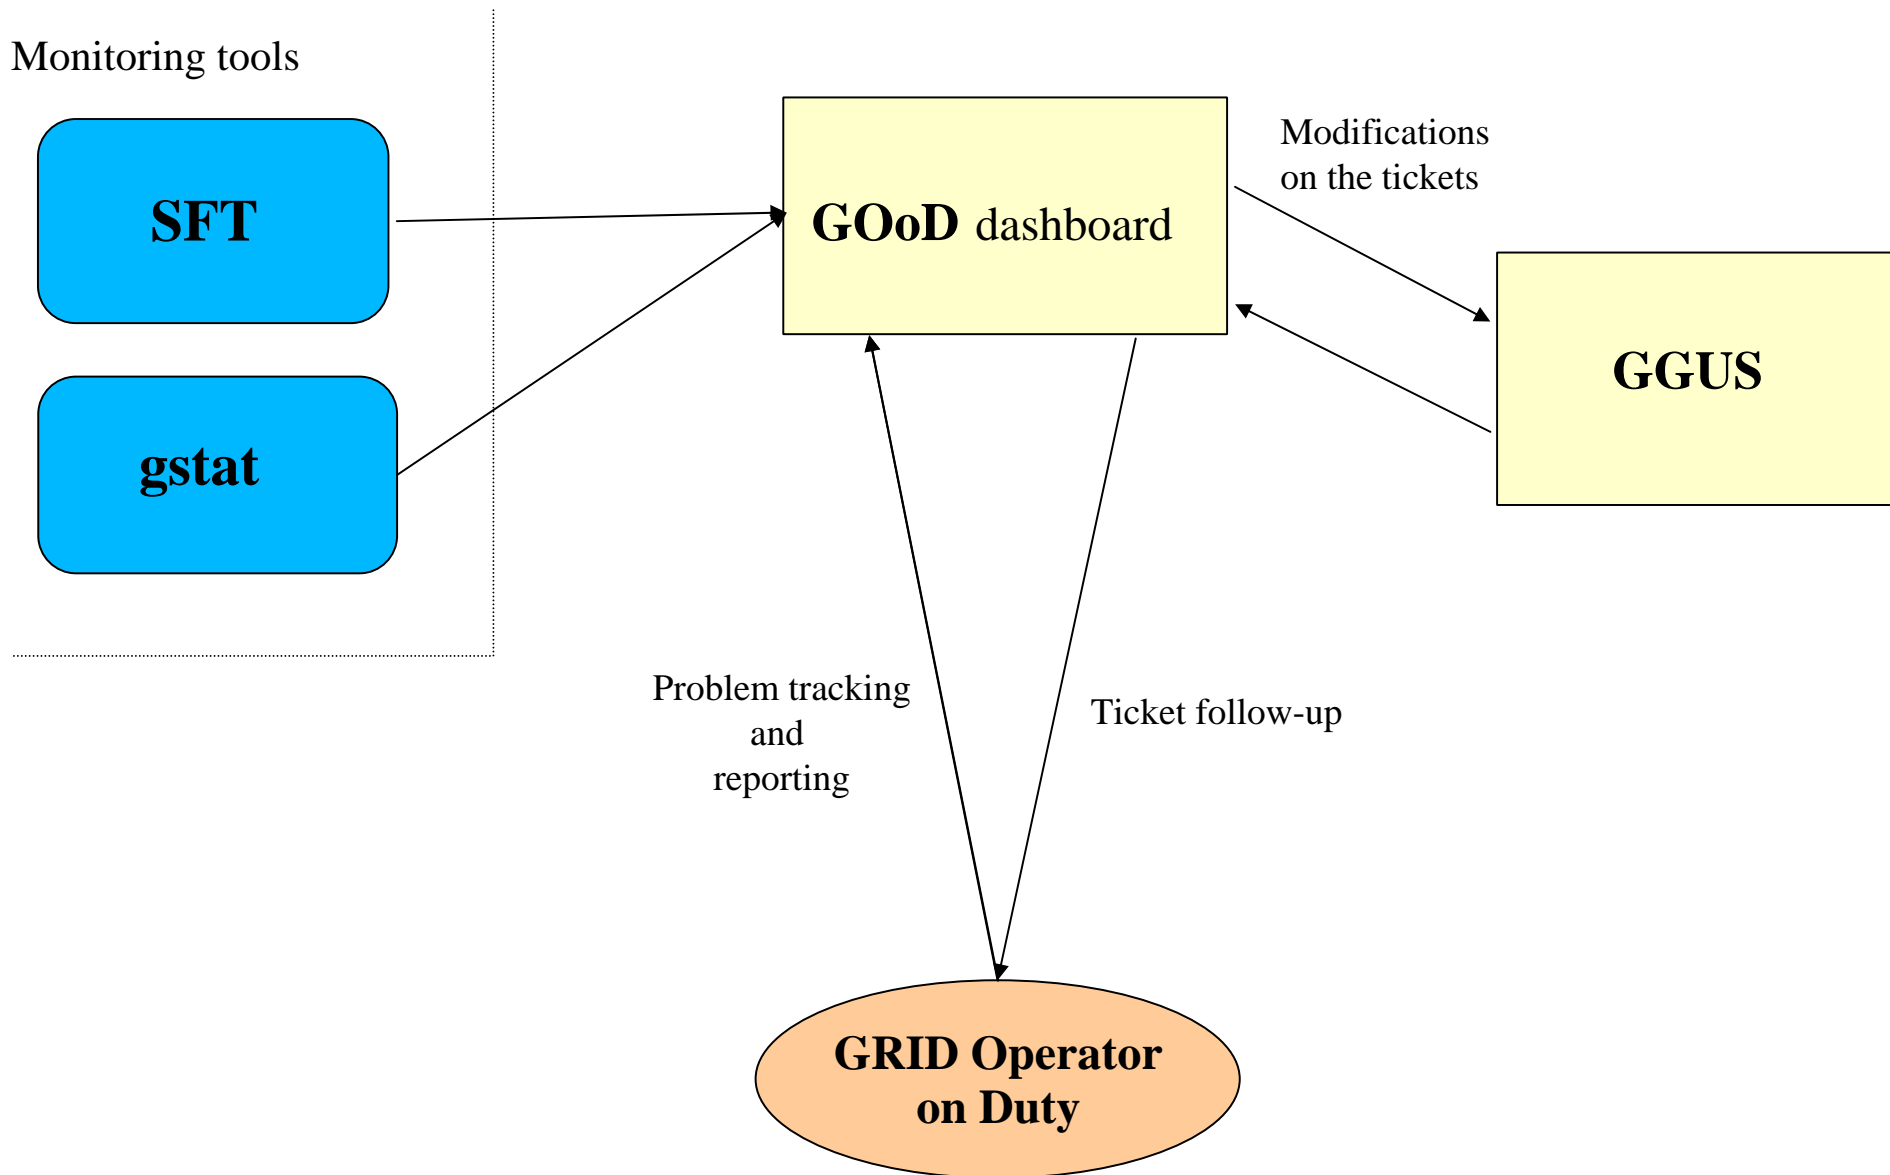 Monitoring tools
SFT
gstat
GOoD dashboard
Modifications
on the tickets
GGUS
Problem tracking
and
reporting
Ticket follow-up
GRID Operator
on Duty